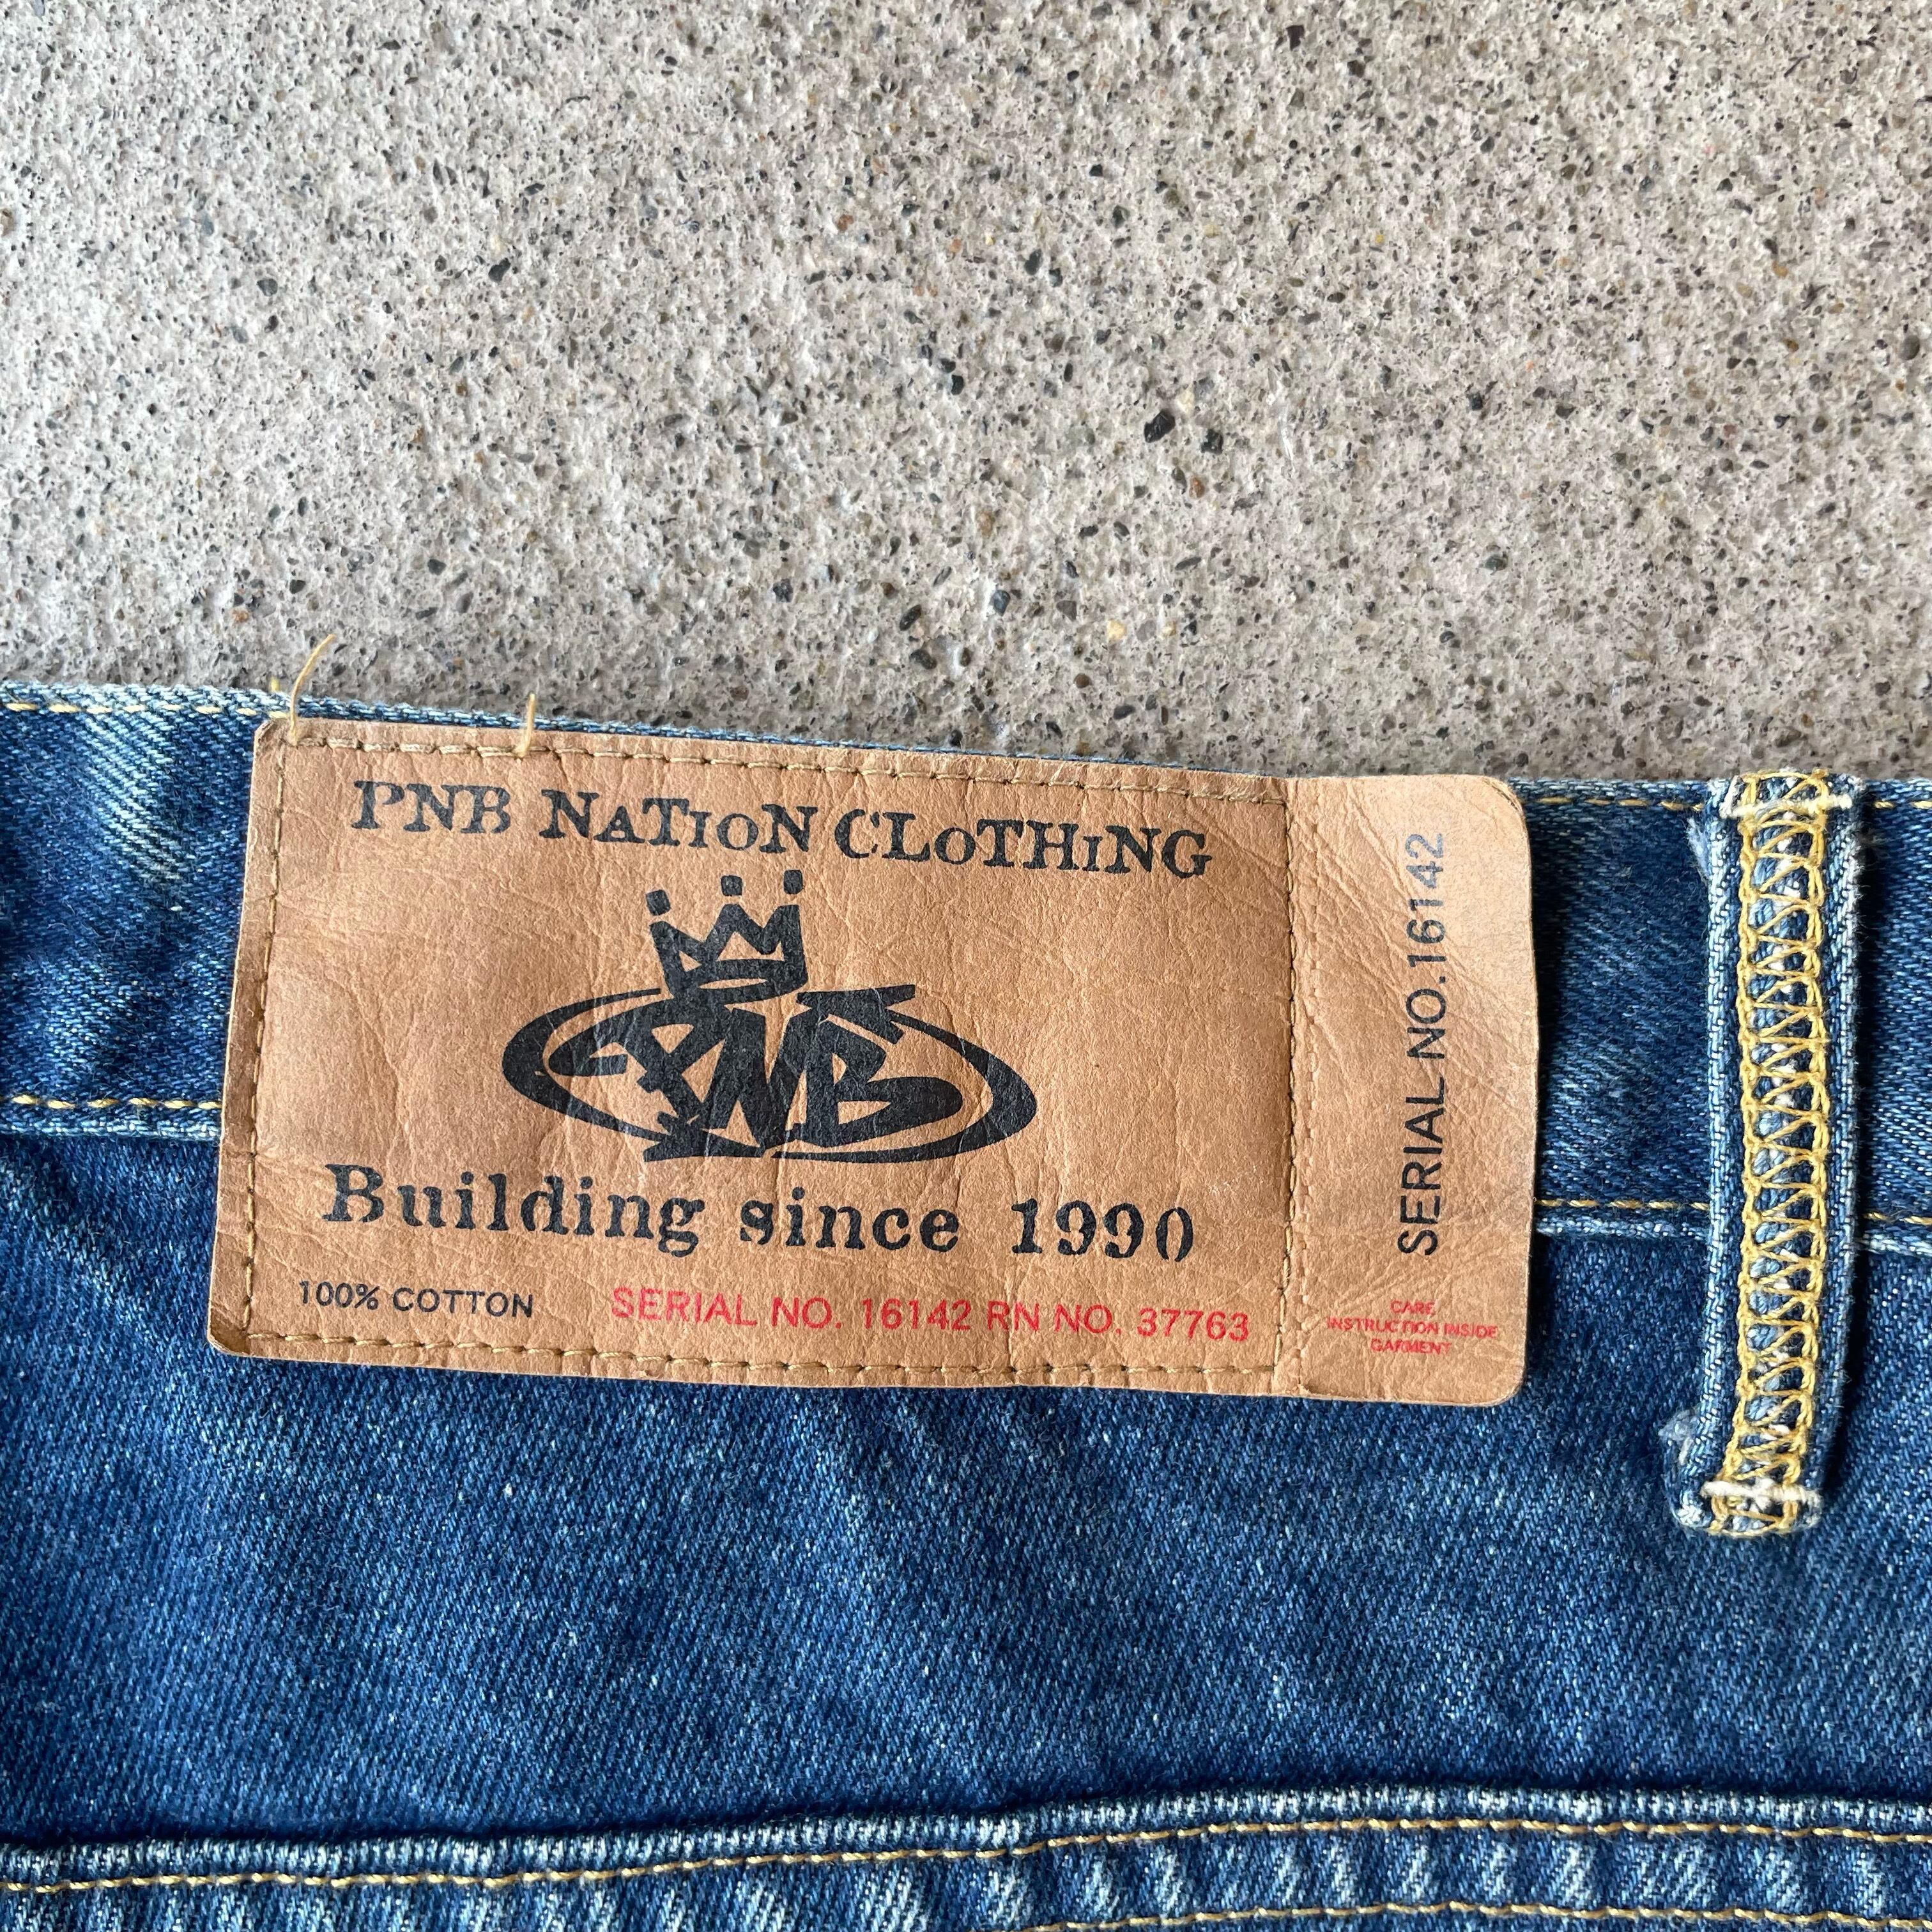 PNB NATION CLOTHING
PNB
Building since 1990
100% COTTON
SERIAL NO. 16142 RN NO. 37763
SERIAL NO.16142
CARE
INSTRUCTION INSIDE
GARMENT